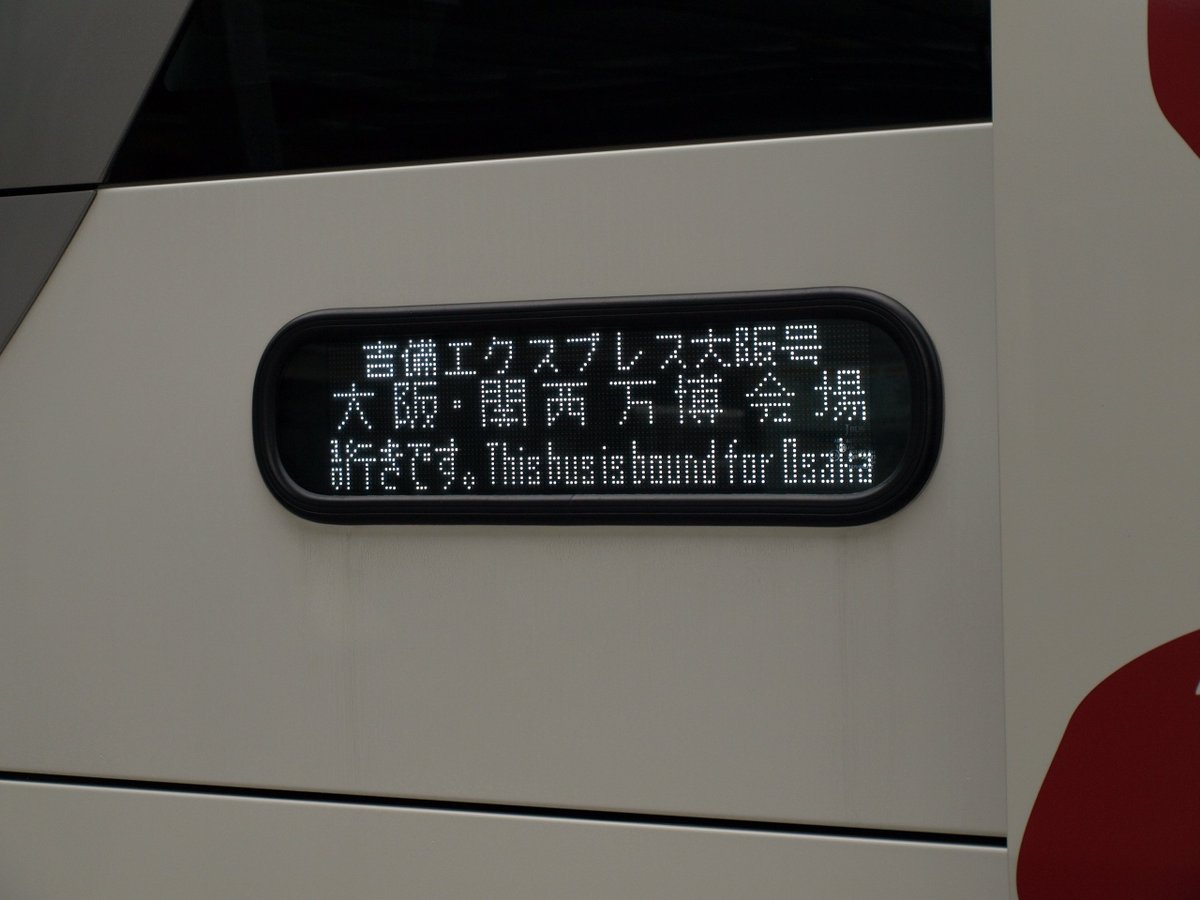 吉備エクスプレス大阪号
大阪・関西万博会場
行きです。This bus is bound for Osaka